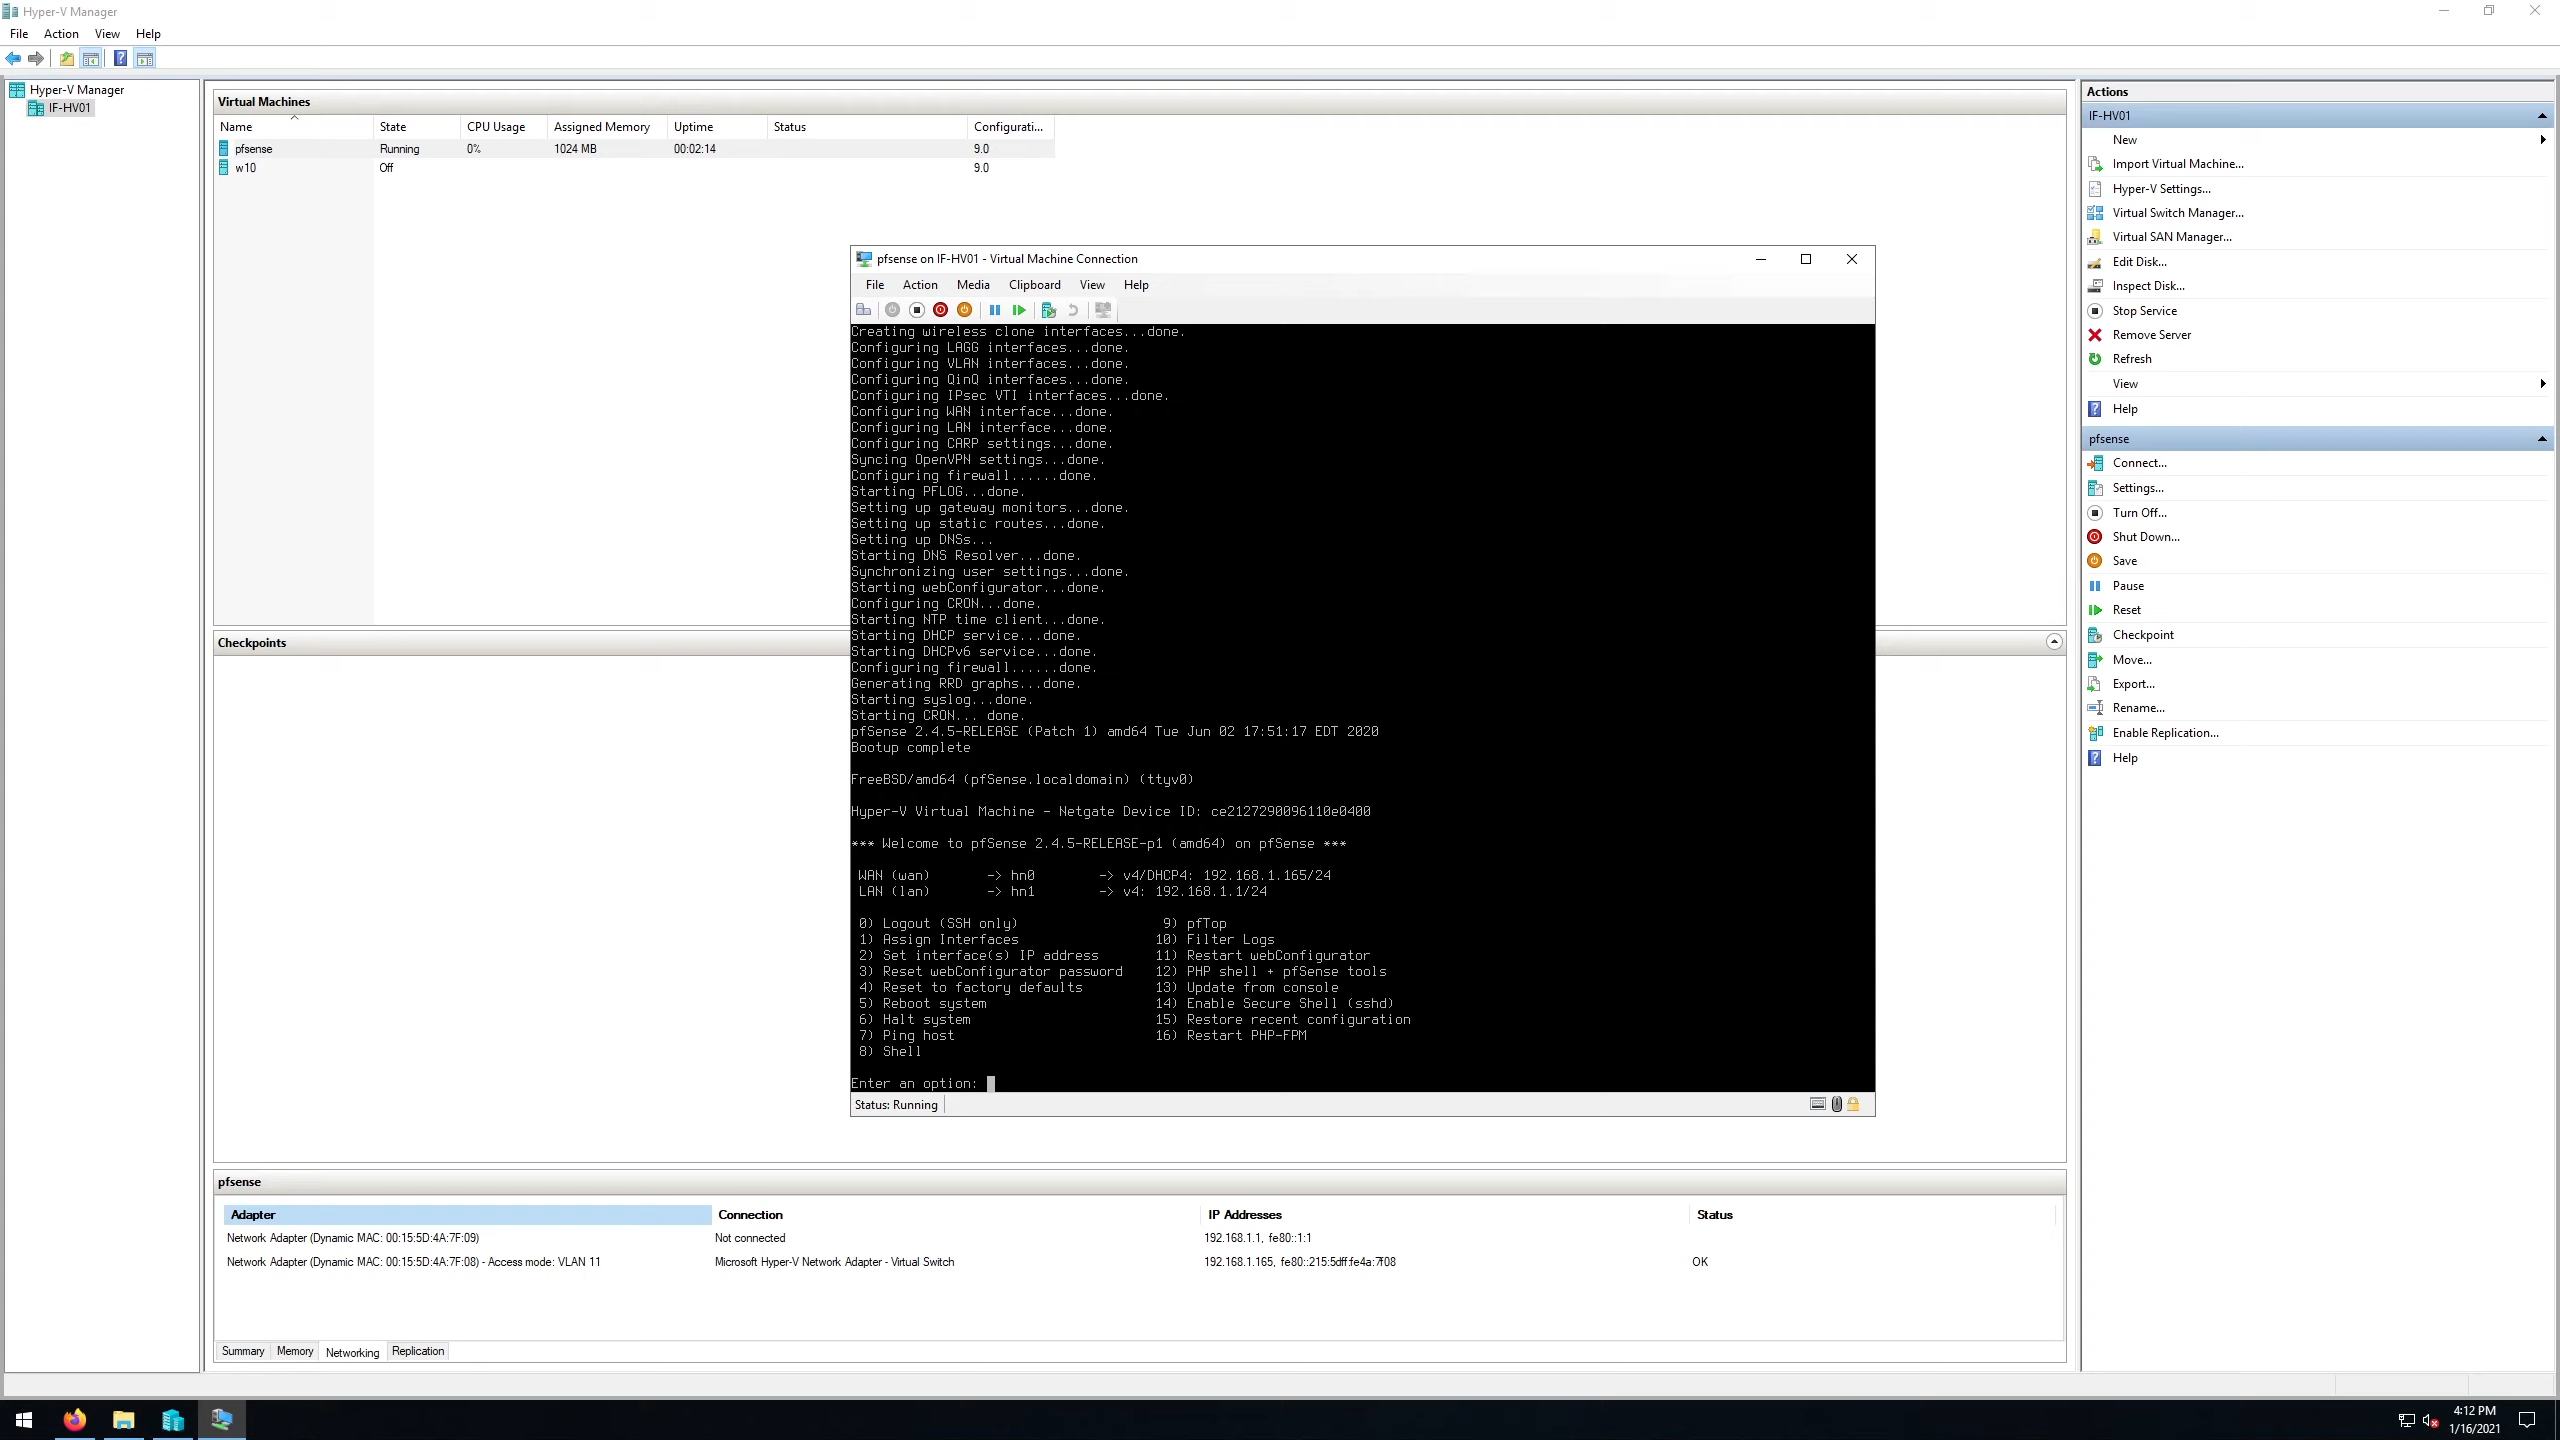 Hyper-V Manager
File Action View Help
Hyper-V Manager
IF-HV01
Virtual Machines
Name State CPU Usage Assigned Memory Uptime Status Configurati...
pfsense Running 0% 1024 MB 00:02:14 9.0
w10 Off 9.0
pfsense on IF-HV01 - Virtual Machine Connection
File Action Media Clipboard View Help
Creating wireless clone interfaces...done.
Configuring LAGG interfaces...done.
Configuring VLAN interfaces...done.
Configuring QinQ interfaces...done.
Configuring IPsec VTI interfaces...done.
Configuring WAN interface...done.
Configuring LAN interface...done.
Configuring CARP settings...done.
Syncing OpenVPN settings...done.
Configuring firewall......done.
Starting PFLOG...done.
Setting up gateway monitors...done.
Setting up static routes...done.
Setting up DNSs...
Starting DNS Resolver...done.
Synchronizing user settings...done.
Starting webConfigurator...done.
Configuring CRON...done.
Starting NTP time client...done.
Starting DHCP service...done.
Starting DHCPv6 service...done.
Configuring firewall......done.
Generating RRD graphs...done.
Starting syslog...done.
Starting CRON... done.
pfSense 2.4.5-RELEASE (Patch 1) amd64 Tue Jun 02 17:51:17 EDT 2020
Bootup complete
FreeBSD/amd64 (pfSense.localdomain) (ttyv0)
Hyper-V Virtual Machine - Netgate Device ID: ce2127290096110e0400
*** Welcome to pfSense 2.4.5-RELEASE-p1 (amd64) on pfSense ***
WAN (wan) -> hn0 -> v4/DHCP4: 192.168.1.165/24
LAN (lan) -> hn1 -> v4: 192.168.1.1/24
0) Logout (SSH only) 9) pfTop
1) Assign Interfaces 10) Filter Logs
2) Set interface(s) IP address 11) Restart webConfigurator
3) Reset webConfigurator password 12) PHP shell + pfSense tools
4) Reset to factory defaults 13) Update from console
5) Reboot system 14) Enable Secure Shell (sshd)
6) Halt system 15) Restore recent configuration
7) Ping host 16) Restart PHP-FPM
8) Shell
Enter an option:
Status: Running
Checkpoints
pfsense
Adapter Connection IP Addresses Status
Network Adapter (Dynamic MAC: 00:15:5D:4A:7F:09) Not connected 192.168.1.1, fe80::1:1
Network Adapter (Dynamic MAC: 00:15:5D:4A:7F:08) - Access mode: VLAN 11 Microsoft Hyper-V Network Adapter - Virtual Switch 192.168.1.165, fe80::215:5dff:fe4a:7f08 OK
Summary Memory Networking Replication
Actions
IF-HV01
New
Import Virtual Machine...
Hyper-V Settings...
Virtual Switch Manager...
Virtual SAN Manager...
Edit Disk...
Inspect Disk...
Stop Service
Remove Server
Refresh
View
Help
pfsense
Connect...
Settings...
Turn Off...
Shut Down...
Save
Pause
Reset
Checkpoint
Move...
Export...
Rename...
Enable Replication...
Help
4:12 PM
1/16/2021